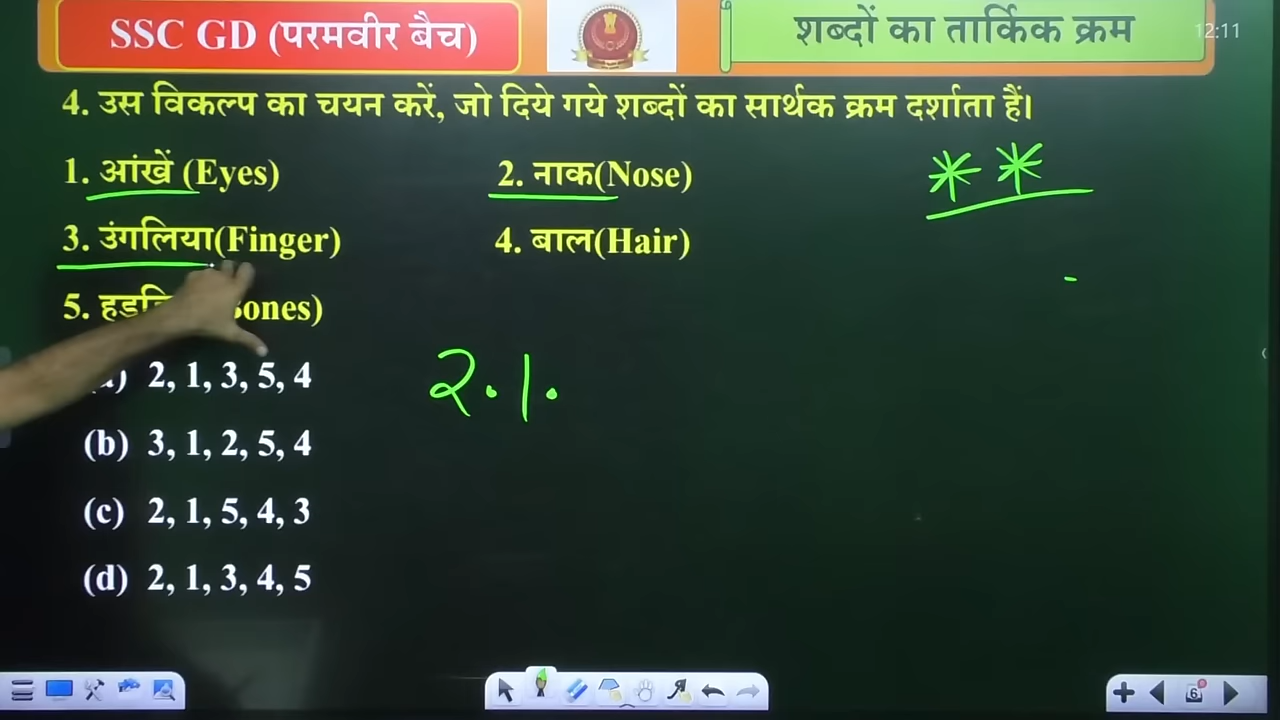 SSC GD (परमवीर बैच)
शब्दों का तार्किक क्रम
12:11
4. उस विकल्प का चयन करें, जो दिये गये शब्दों का सार्थक क्रम दर्शाता हैं।
1. आंखें (Eyes)
2. नाक(Nose)
3. उंगलिया(Finger)
4. बाल(Hair)
5.
2, 1, 3, 5, 4
(b) 3, 1, 2, 5, 4
(c) 2, 1, 5, 4, 3
(d) 2, 1, 3, 4, 5
2.1.
6